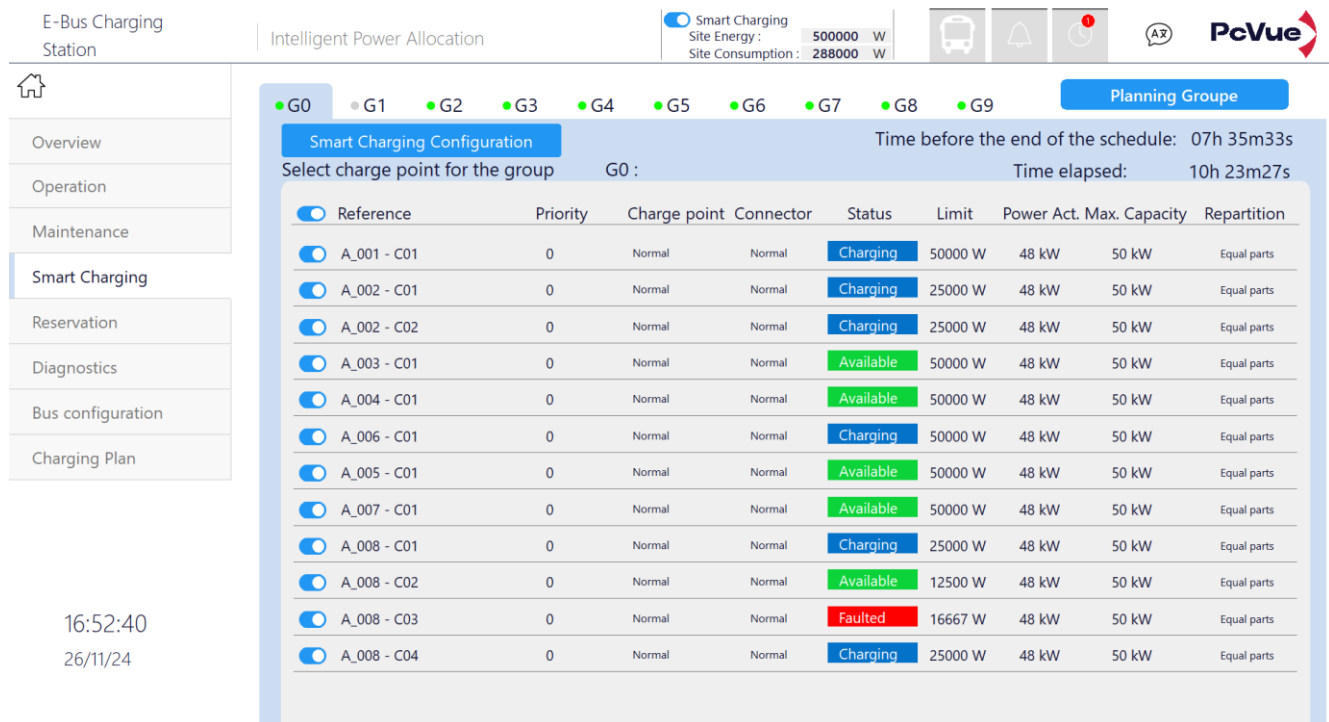 E-Bus Charging
Station
Intelligent Power Allocation
Smart Charging
Site Energy : 500000 W
Site Consumption : 288000 W
1
PcVue
G0 G1 G2 G3 G4 G5 G6 G7 G8 G9
Planning Groupe
Overview
Operation
Maintenance
Smart Charging
Reservation
Diagnostics
Bus configuration
Charging Plan
16:52:40
26/11/24
Smart Charging Configuration
Time before the end of the schedule: 07h 35m33s
Select charge point for the group G0 :
Time elapsed: 10h 23m27s
Reference Priority Charge point Connector Status Limit Power Act. Max. Capacity Repartition
A_001 - C01 0 Normal Normal Charging 50000 W 48 kW 50 kW Equal parts
A_002 - C01 0 Normal Normal Charging 25000 W 48 kW 50 kW Equal parts
A_002 - C02 0 Normal Normal Charging 25000 W 48 kW 50 kW Equal parts
A_003 - C01 0 Normal Normal Available 50000 W 48 kW 50 kW Equal parts
A_004 - C01 0 Normal Normal Available 50000 W 48 kW 50 kW Equal parts
A_006 - C01 0 Normal Normal Charging 50000 W 48 kW 50 kW Equal parts
A_005 - C01 0 Normal Normal Available 50000 W 48 kW 50 kW Equal parts
A_007 - C01 0 Normal Normal Available 50000 W 48 kW 50 kW Equal parts
A_008 - C01 0 Normal Normal Charging 25000 W 48 kW 50 kW Equal parts
A_008 - C02 0 Normal Normal Available 12500 W 48 kW 50 kW Equal parts
A_008 - C03 0 Normal Normal Faulted 16667 W 48 kW 50 kW Equal parts
A_008 - C04 0 Normal Normal Charging 25000 W 48 kW 50 kW Equal parts